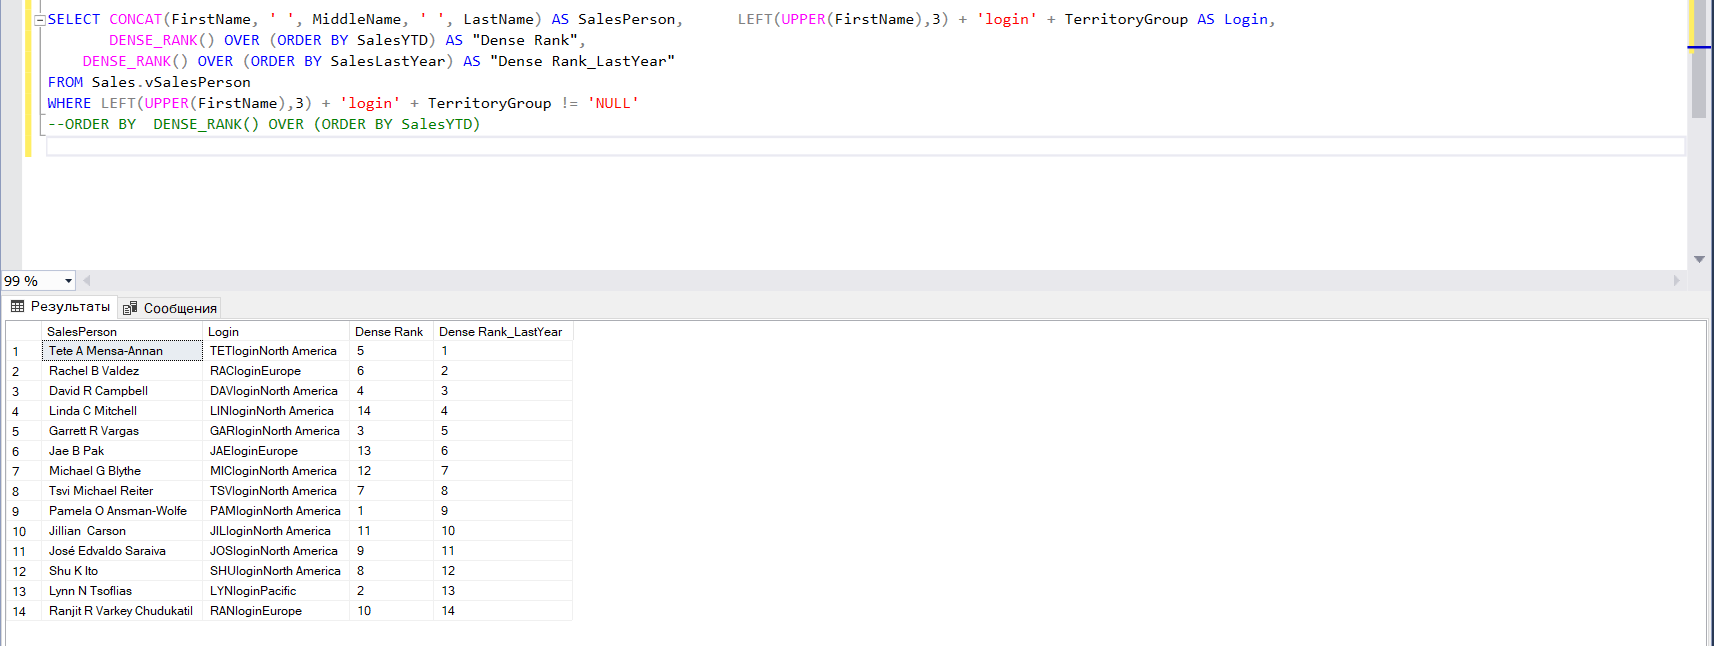 SELECT CONCAT(FirstName, ' ', MiddleName, ' ', LastName) AS SalesPerson,      LEFT(UPPER(FirstName),3) + 'login' + TerritoryGroup AS Login,
DENSE_RANK() OVER (ORDER BY SalesYTD) AS "Dense Rank",
DENSE_RANK() OVER (ORDER BY SalesLastYear) AS "Dense Rank_LastYear"
FROM Sales.vSalesPerson
WHERE LEFT(UPPER(FirstName),3) + 'login' + TerritoryGroup != 'NULL'
--ORDER BY  DENSE_RANK() OVER (ORDER BY SalesYTD)
99 %
Результаты Сообщения
SalesPerson Login Dense Rank Dense Rank_LastYear
1 Tete A Mensa-Annan TETloginNorth America 5 1
2 Rachel B Valdez RACloginEurope 6 2
3 David R Campbell DAVloginNorth America 4 3
4 Linda C Mitchell LINloginNorth America 14 4
5 Garrett R Vargas GARloginNorth America 3 5
6 Jae B Pak JAEloginEurope 13 6
7 Michael G Blythe MICloginNorth America 12 7
8 Tsvi Michael Reiter TSVloginNorth America 7 8
9 Pamela O Ansman-Wolfe PAMloginNorth America 1 9
10 Jillian  Carson JILloginNorth America 11 10
11 José Edvaldo Saraiva JOSloginNorth America 9 11
12 Shu K Ito SHUloginNorth America 8 12
13 Lynn N Tsoflias LYNloginPacific 2 13
14 Ranjit R Varkey Chudukatil RANloginEurope 10 14